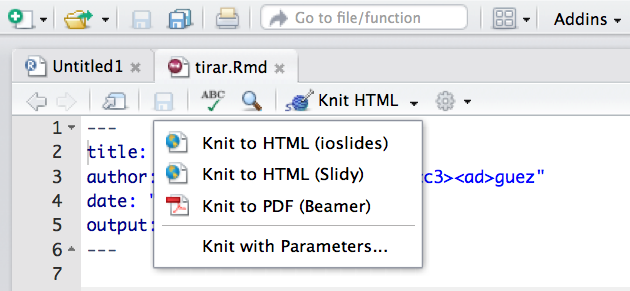 Go to file/function
Addins
Untitled1
tirar.Rmd
ABC
Knit HTML
1 ---
2 title:
3 author: c3><ad>guez"
4 date: "
5 output:
6 ---
7
Knit to HTML (ioslides)
Knit to HTML (Slidy)
Knit to PDF (Beamer)
Knit with Parameters...